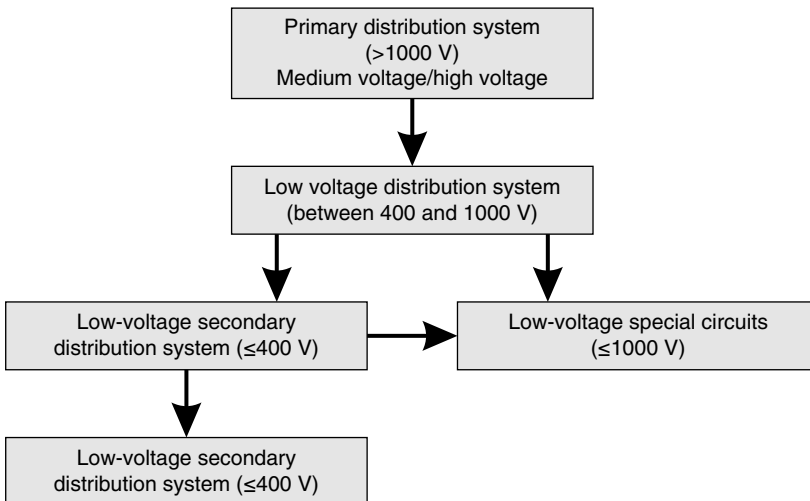 Primary distribution system
(>1000 V)
Medium voltage/high voltage
Low voltage distribution system
(between 400 and 1000 V)
Low-voltage secondary
distribution system (≤400 V)
Low-voltage special circuits
(≤1000 V)
Low-voltage secondary
distribution system (≤400 V)